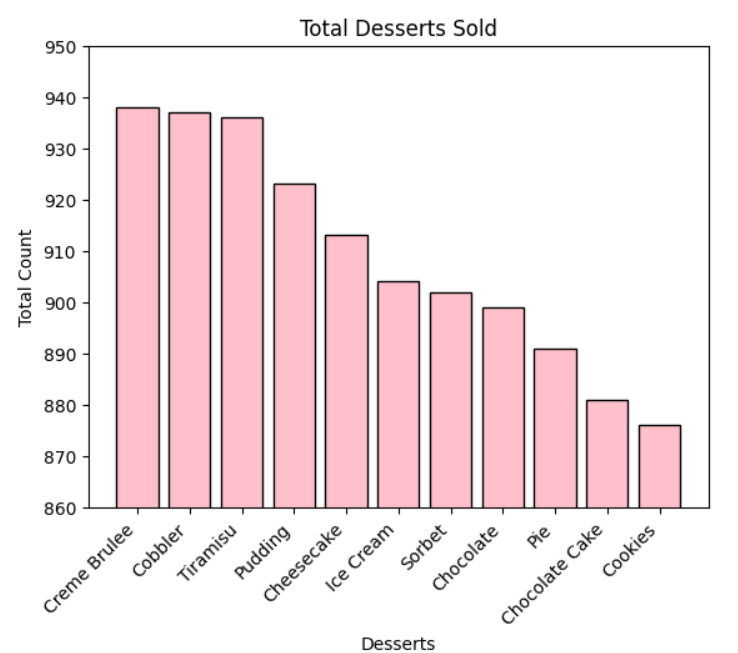 Total Desserts Sold
950
940
930
920
910
900
890
880
870
860
Total Count
Creme Brulee
Cobbler
Tiramisu
Pudding
Cheesecake
Ice Cream
Sorbet
Chocolate
Pie
Chocolate Cake
Cookies
Desserts